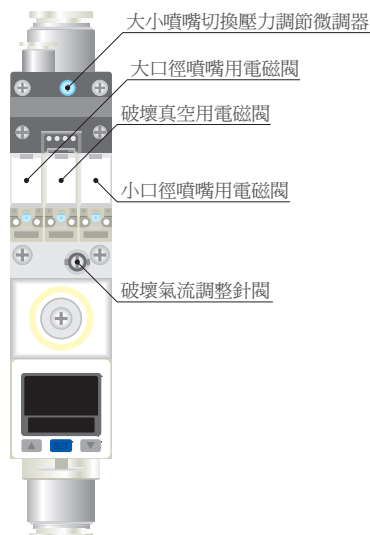 大小噴嘴切換壓力調節微調器
大口徑噴嘴用電磁閥
破壞真空用電磁閥
小口徑噴嘴用電磁閥
破壞氣流調整針閥
SET